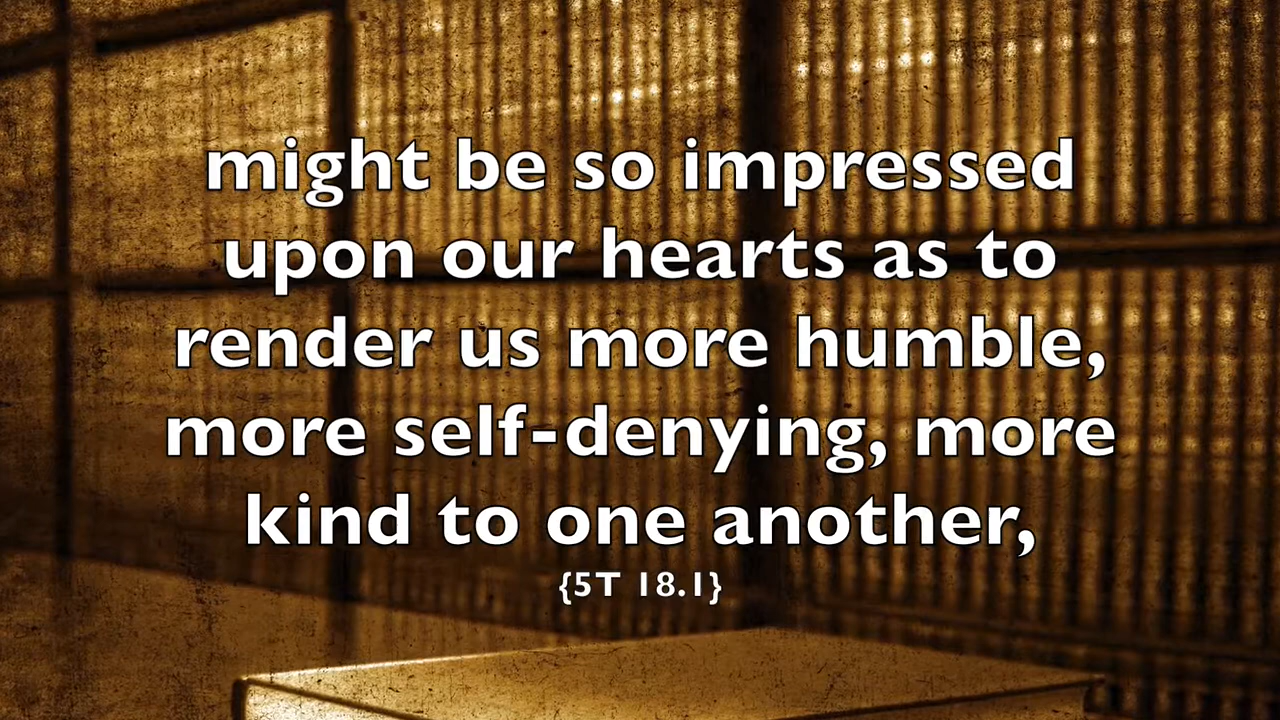 might be so impressed
upon our hearts as to
render us more humble,
more self-denying, more
kind to one another,
{5T 18.1}